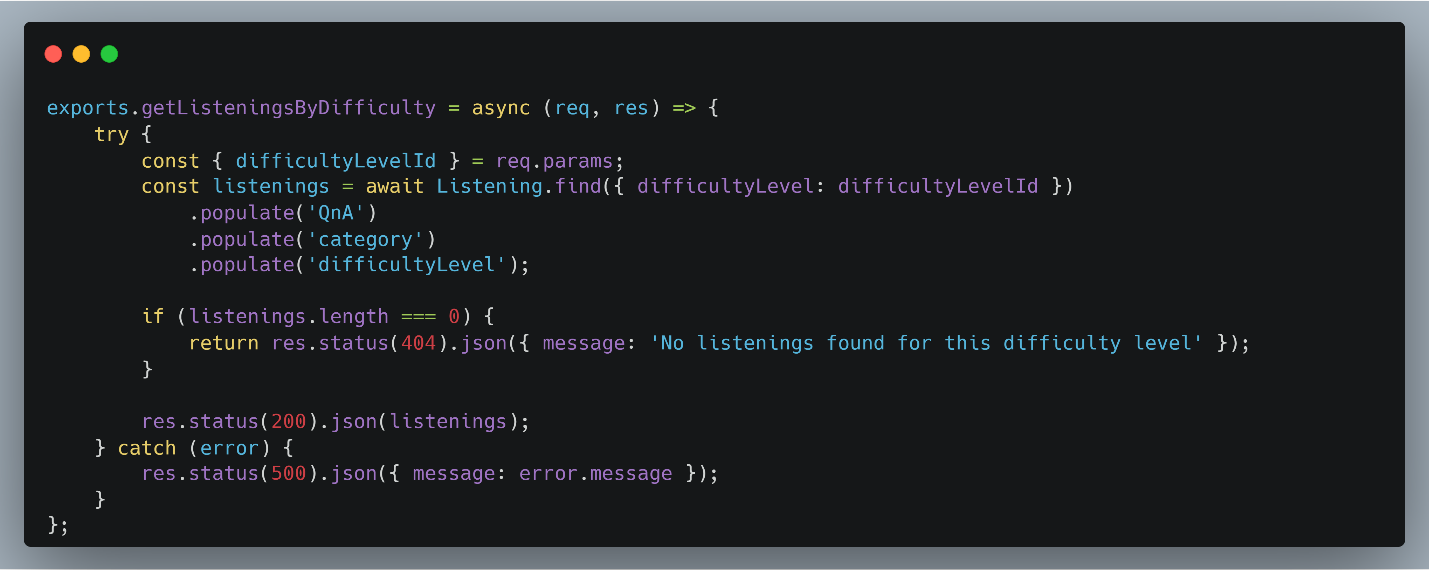 exports.getListeningsByDifficulty = async (req, res) => {
    try {
        const { difficultyLevelId } = req.params;
        const listenings = await Listening.find({ difficultyLevel: difficultyLevelId })
            .populate('QnA')
            .populate('category')
            .populate('difficultyLevel');

        if (listenings.length === 0) {
            return res.status(404).json({ message: 'No listenings found for this difficulty level' });
        }

        res.status(200).json(listenings);
    } catch (error) {
        res.status(500).json({ message: error.message });
    }
};